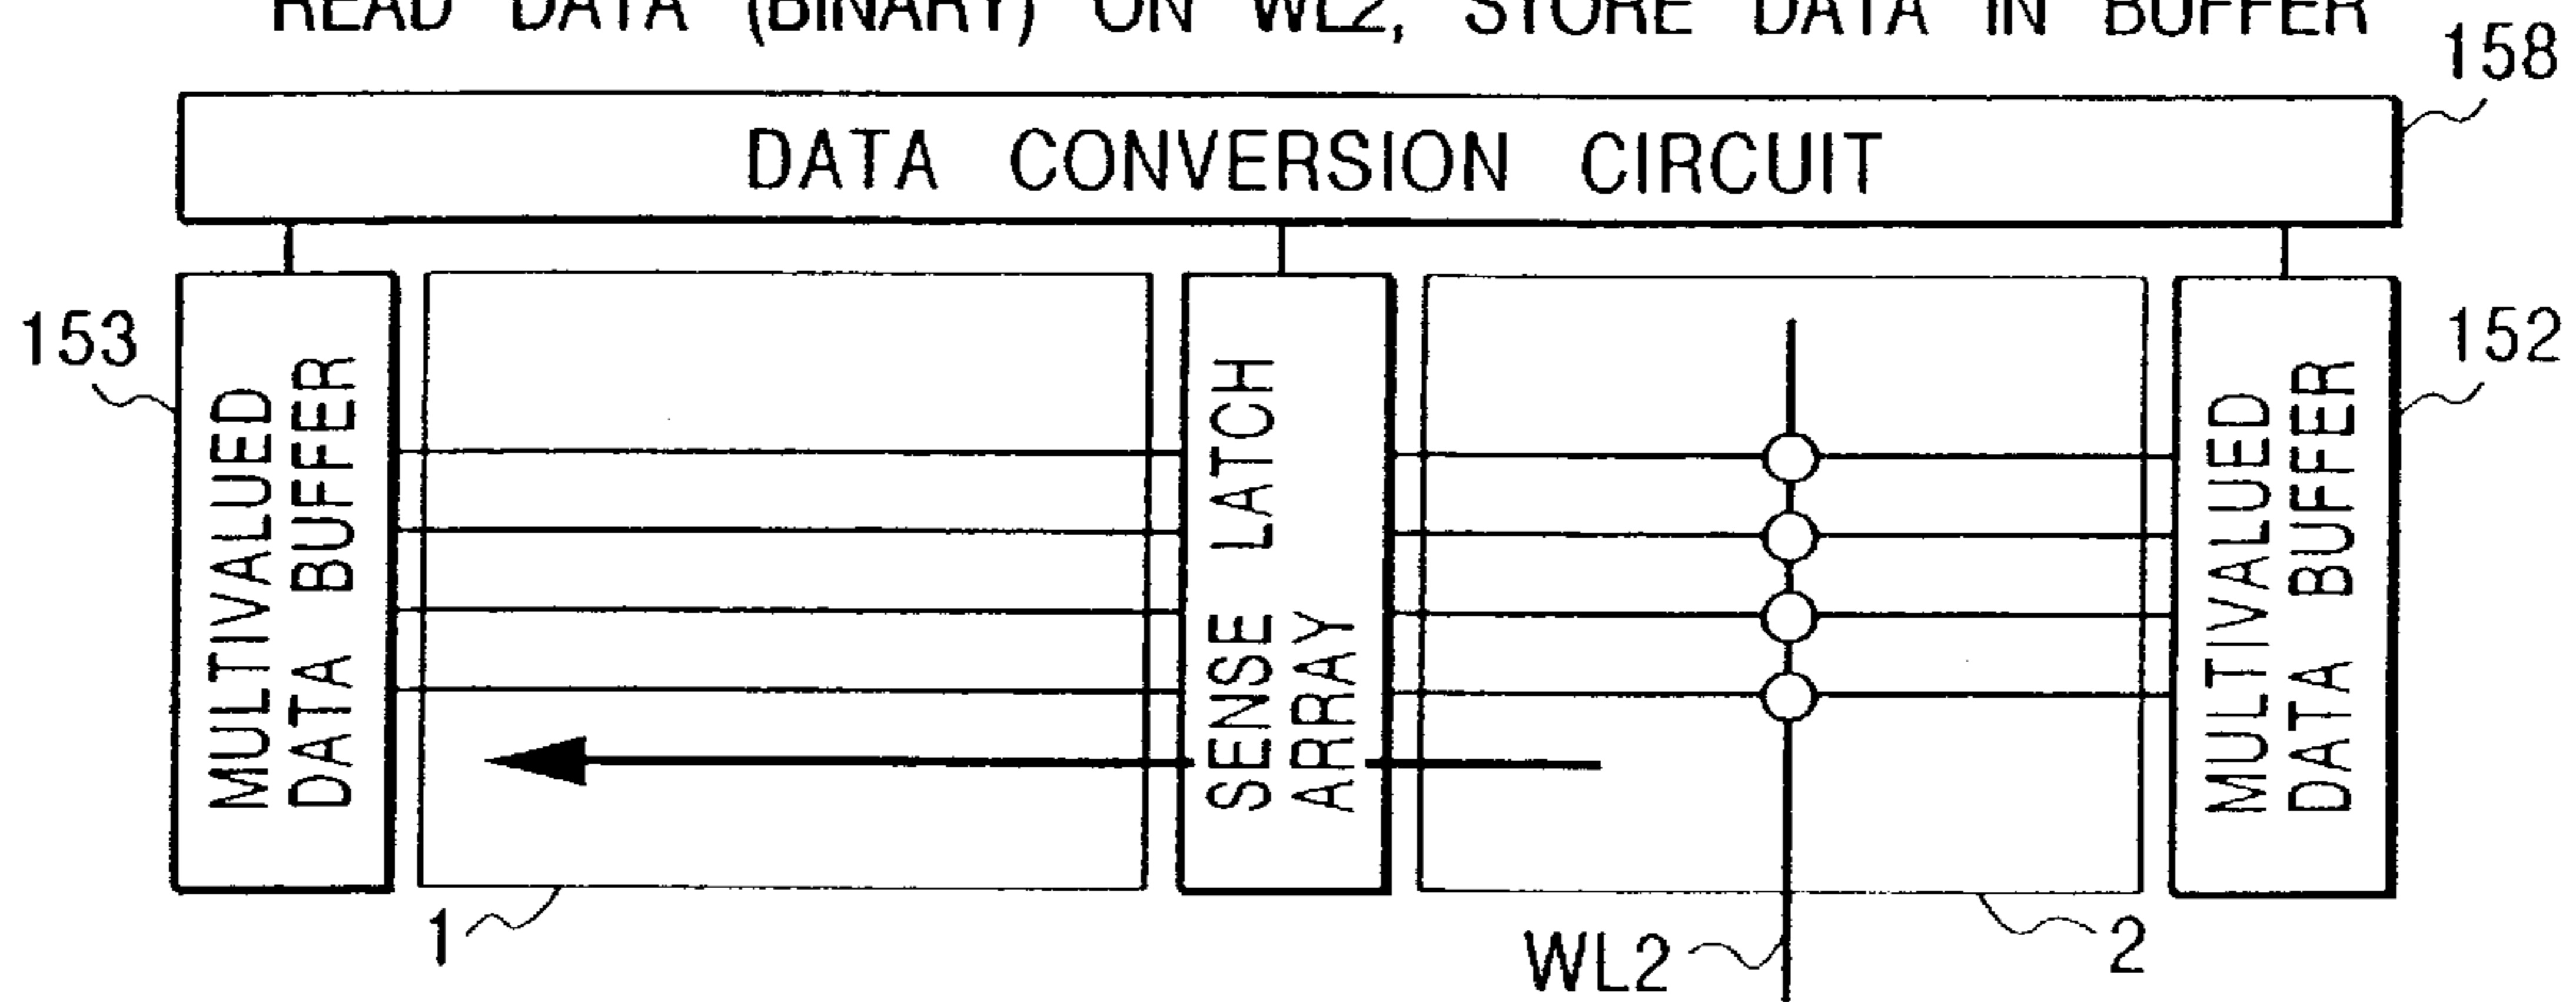 READ DATA (BINARY) ON WL2, STORE DATA IN BUFFER
158
DATA CONVERSION CIRCUIT
153
MULTIVALUED
DATA BUFFER
SENSE LATCH
ARRAY
MULTIVALUED
DATA BUFFER
152
1
WL2
2